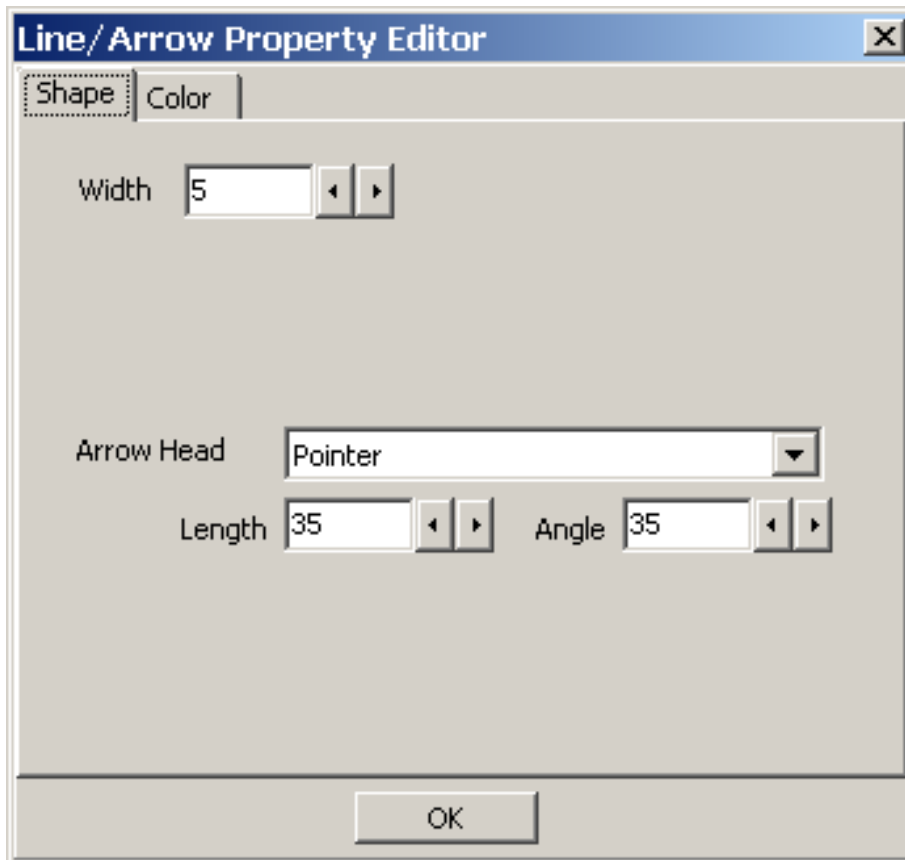 Line/Arrow Property Editor
Shape Color
Width 5
Arrow Head Pointer
Length 35 Angle 35
OK